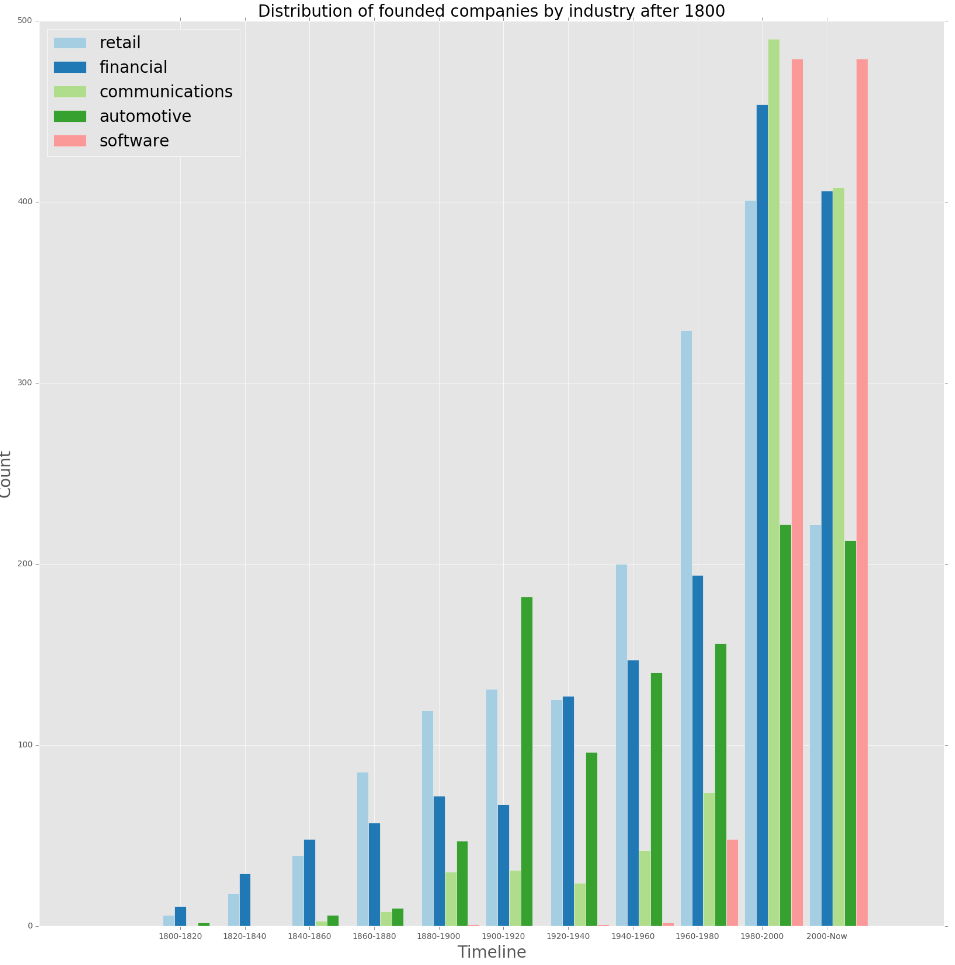 Distribution of founded companies by industry after 1800
retail
financial
communications
automotive
software
500
400
300
200
100
0
Count
1800-1820 1820-1840 1840-1860 1860-1880 1880-1900 1900-1920 1920-1940 1940-1960 1960-1980 1980-2000 2000-Now
Timeline